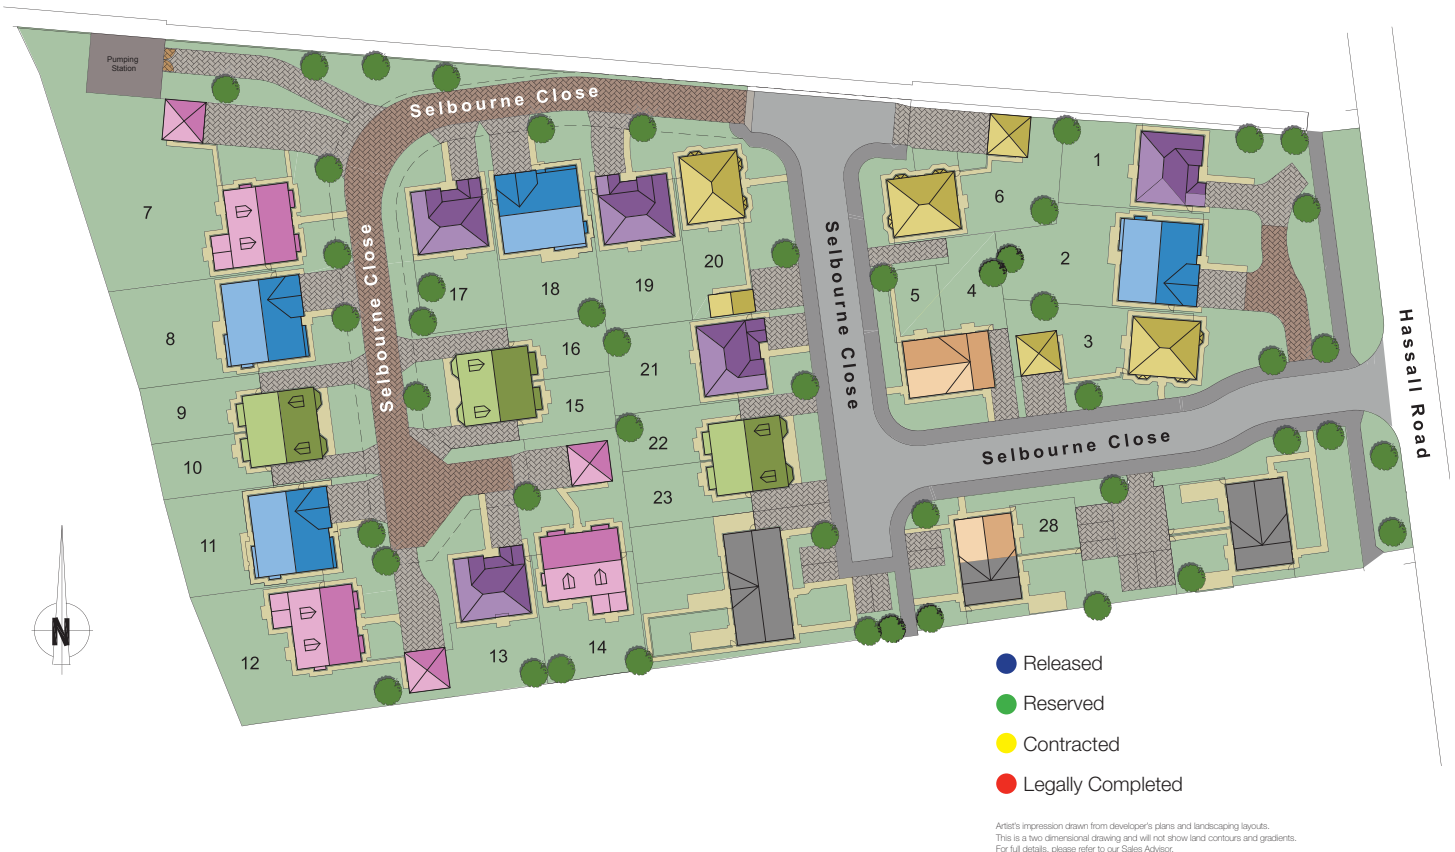 Pumping
Station
Selbourne Close
1
7
6
2
20
19
18
17
5
4
8
3
16
21
9
15
10
22
23
11
28
12
13
14
Selbourne Close
Selbourne Close
Selbourne Close
Hassall Road
N
Released
Reserved
Contracted
Legally Completed
Artist's impression drawn from developer's plans and landscaping layouts.
This is a two dimensional drawing and will not show land contours and gradients.
For full details, please refer to our Sales Advisor.